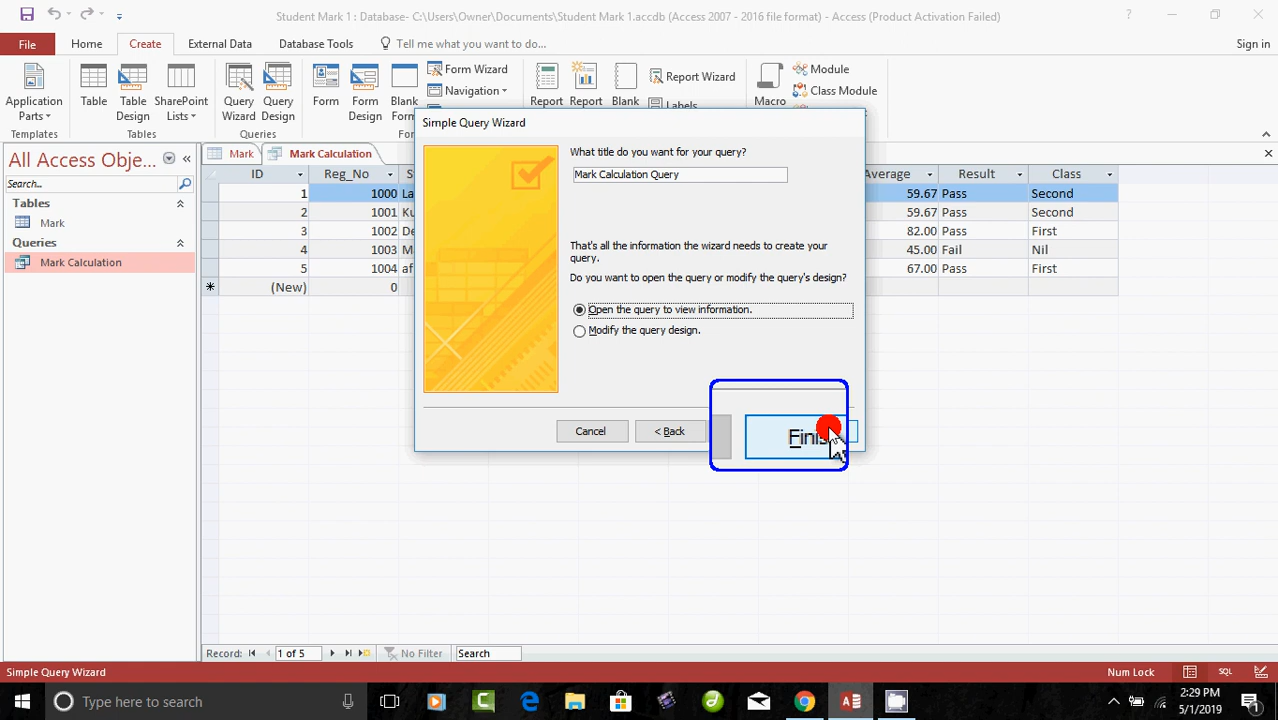 Student Mark 1 : Database- C:\Users\Owner\Documents\Student Mark 1.accdb (Access 2007 - 2016 file format) - Access (Product Activation Failed)
File Home Create External Data Database Tools Tell me what you want to do... Sign in
Application Parts
Table
Table Design
SharePoint Lists
Query Wizard
Query Design
Form
Form Design
Blank
Form Wizard
Navigation
Report
Report
Blank
Report Wizard
Labels
Macro
Module
Class Module
Templates Tables Queries
All Access Obje...
Search...
Tables
Mark
Queries
Mark Calculation
Mark Mark Calculation
ID Reg_No Average Result Class
1 1000 La 59.67 Pass Second
2 1001 Ku 59.67 Pass Second
3 1002 De 82.00 Pass First
4 1003 M 45.00 Fail Nil
5 1004 af 67.00 Pass First
* (New) 0
Simple Query Wizard
What title do you want for your query?
Mark Calculation Query
That's all the information the wizard needs to create your
query.
Do you want to open the query or modify the query's design?
Open the query to view information.
Modify the query design.
Cancel < Back
Record: 1 of 5 No Filter Search
Simple Query Wizard Num Lock SQL
Type here to search
2:29 PM
5/1/2019
1